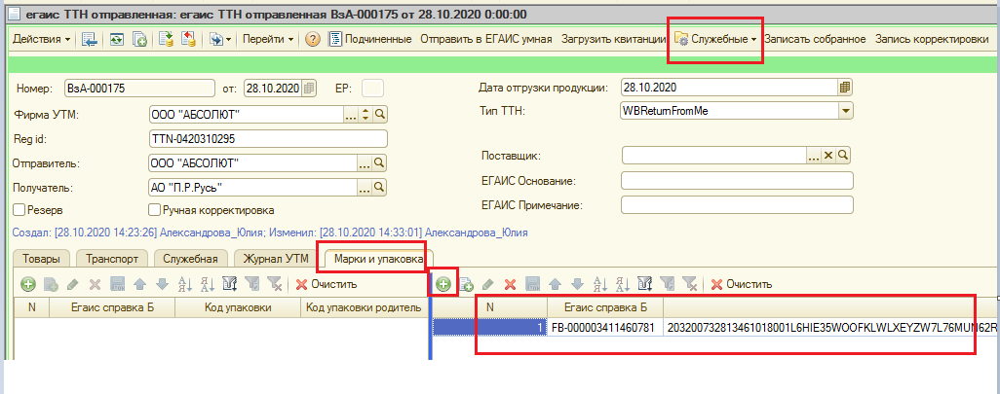 егаис ТТН отправленная: егаис ТТН отправленная ВзА-000175 от 28.10.2020 0:00:00
Действия Перейти Подчиненные Отправить в ЕГАИС умная Загрузить квитанции Служебные Записать собранное Запись корректировки
Номер: ВзА-000175 от: 28.10.2020 ЕР: Дата отгрузки продукции: 28.10.2020
Фирма УТМ: ООО "АБСОЛЮТ" Тип ТТН: WBReturnFromMe
Reg id: TTN-0420310295
Отправитель: ООО "АБСОЛЮТ" Поставщик:
Получатель: АО "П.Р.Русь" ЕГАИС Основание:
Резерв Ручная корректировка ЕГАИС Примечание:
Создал: [28.10.2020 14:23:26] Александрова_Юлия; Изменил: [28.10.2020 14:33:01] Александрова_Юлия
Товары Транспорт Служебная Журнал УТМ Марки и упаковка
Очистить Очистить
N Егаис справка Б Код упаковки Код упаковки родитель N Егаис справка Б
1 FB-000003411460781 203200732813461018001L6HIE35WOOFKLWLXEYZW7L76MUM62R